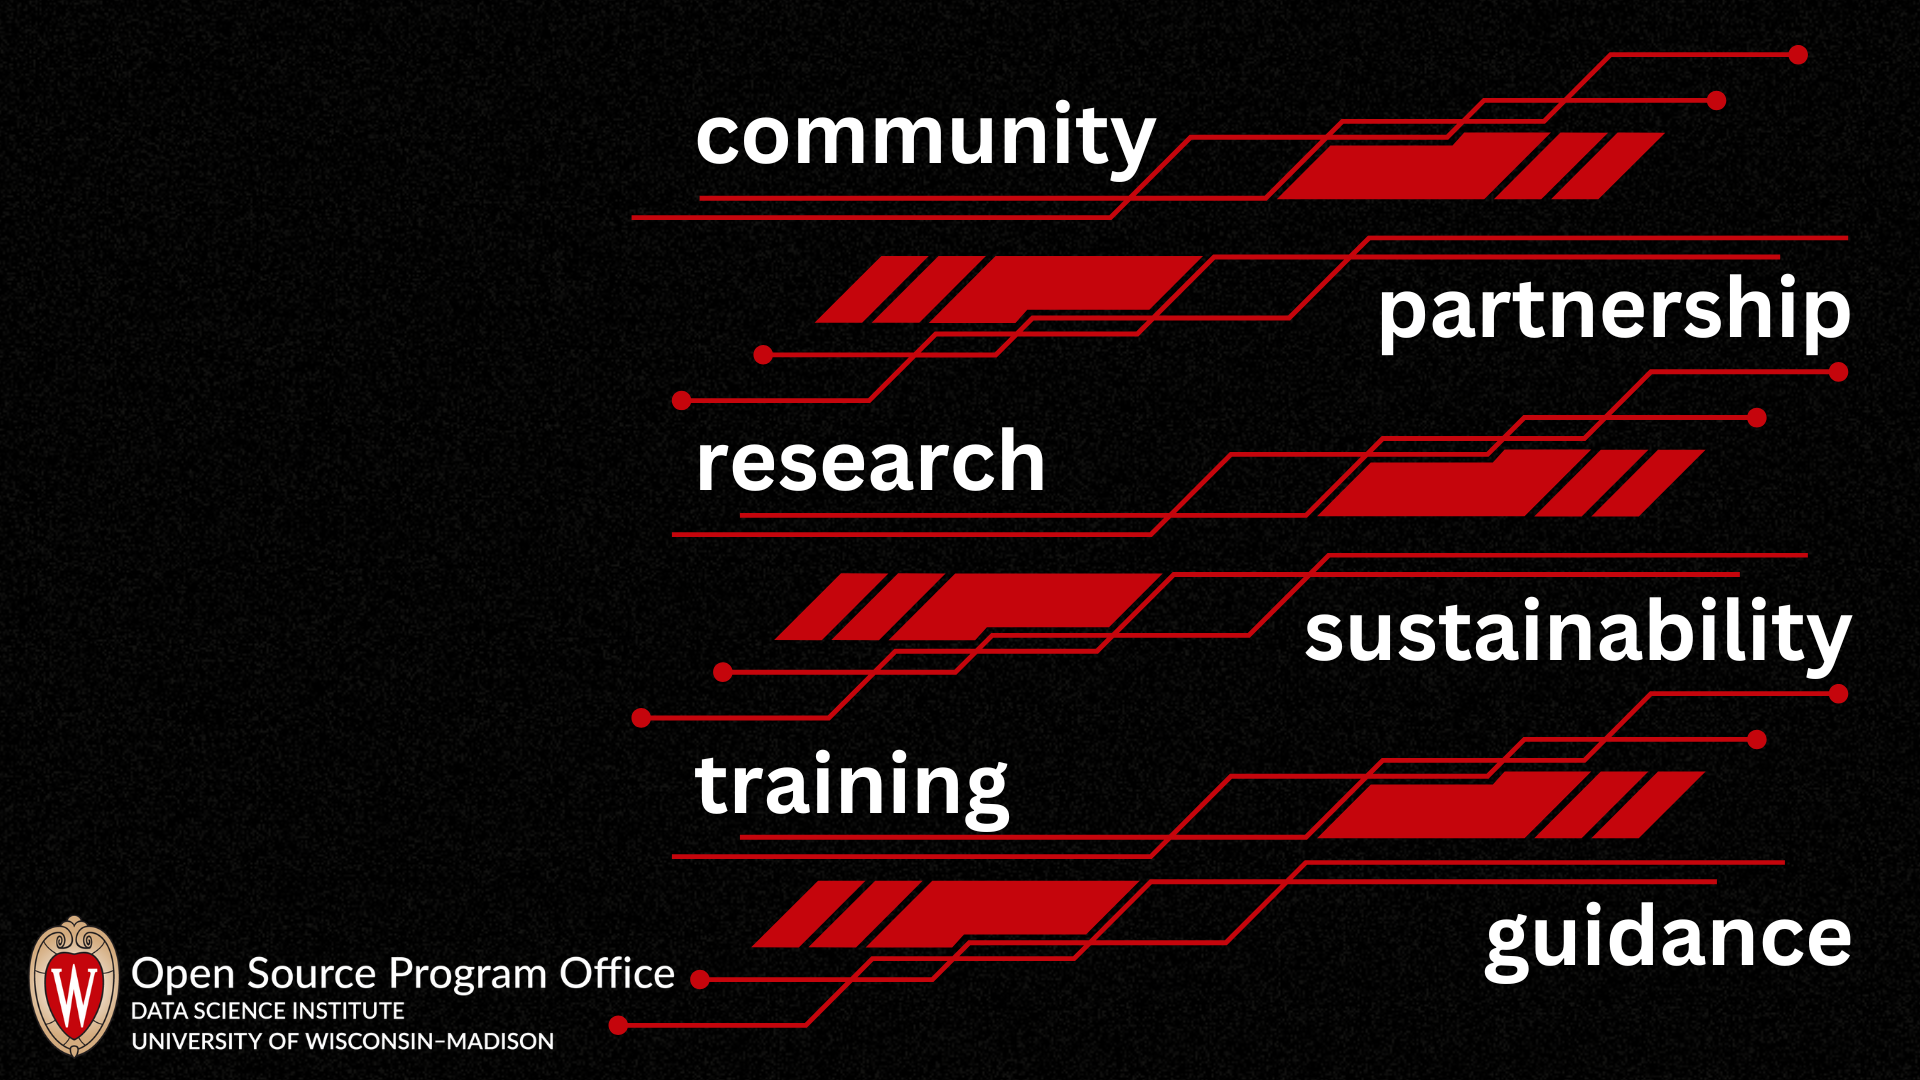 community
partnership
research
sustainability
training
guidance
W
Open Source Program Office
DATA SCIENCE INSTITUTE
UNIVERSITY OF WISCONSIN–MADISON